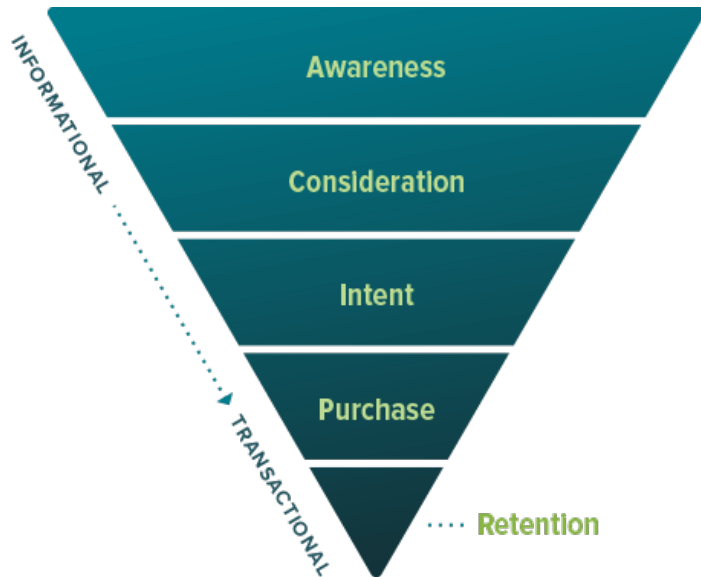 Awareness
INFORMATIONAL
Consideration
Intent
Purchase
TRANSACTIONAL
Retention